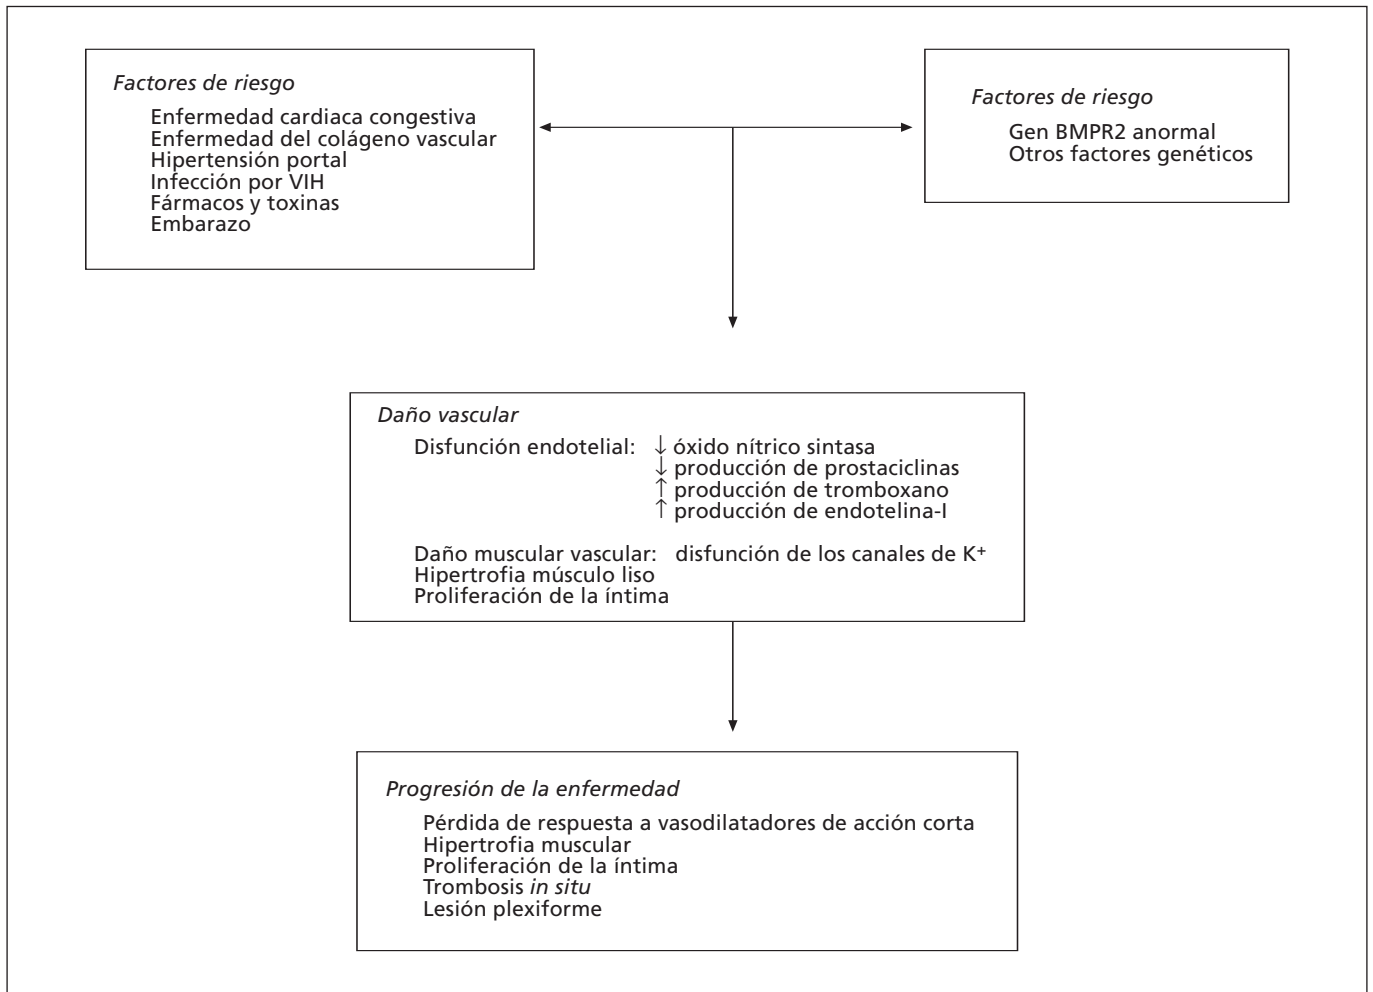 Factores de riesgo
Enfermedad cardiaca congestiva
Enfermedad del colágeno vascular
Hipertensión portal
Infección por VIH
Fármacos y toxinas
Embarazo
Factores de riesgo
Gen BMPR2 anormal
Otros factores genéticos
Daño vascular
Disfunción endotelial: ↓ óxido nítrico sintasa
↓ producción de prostaciclinas
↑ producción de tromboxano
↑ producción de endotelina-I
Daño muscular vascular: disfunción de los canales de K⁺
Hipertrofia músculo liso
Proliferación de la íntima
Progresión de la enfermedad
Pérdida de respuesta a vasodilatadores de acción corta
Hipertrofia muscular
Proliferación de la íntima
Trombosis in situ
Lesión plexiforme